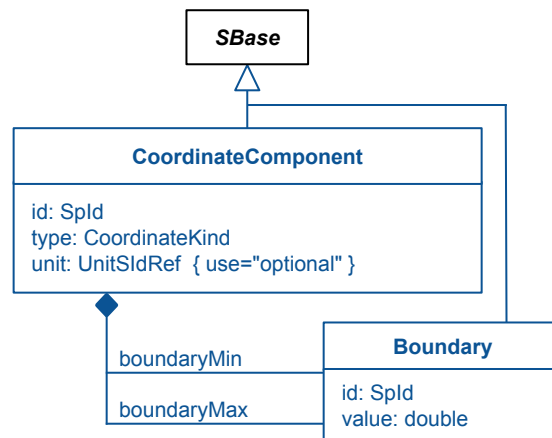 SBase
CoordinateComponent
id: SpId
type: CoordinateKind
unit: UnitSIdRef { use="optional" }
boundaryMin
boundaryMax
Boundary
id: SpId
value: double